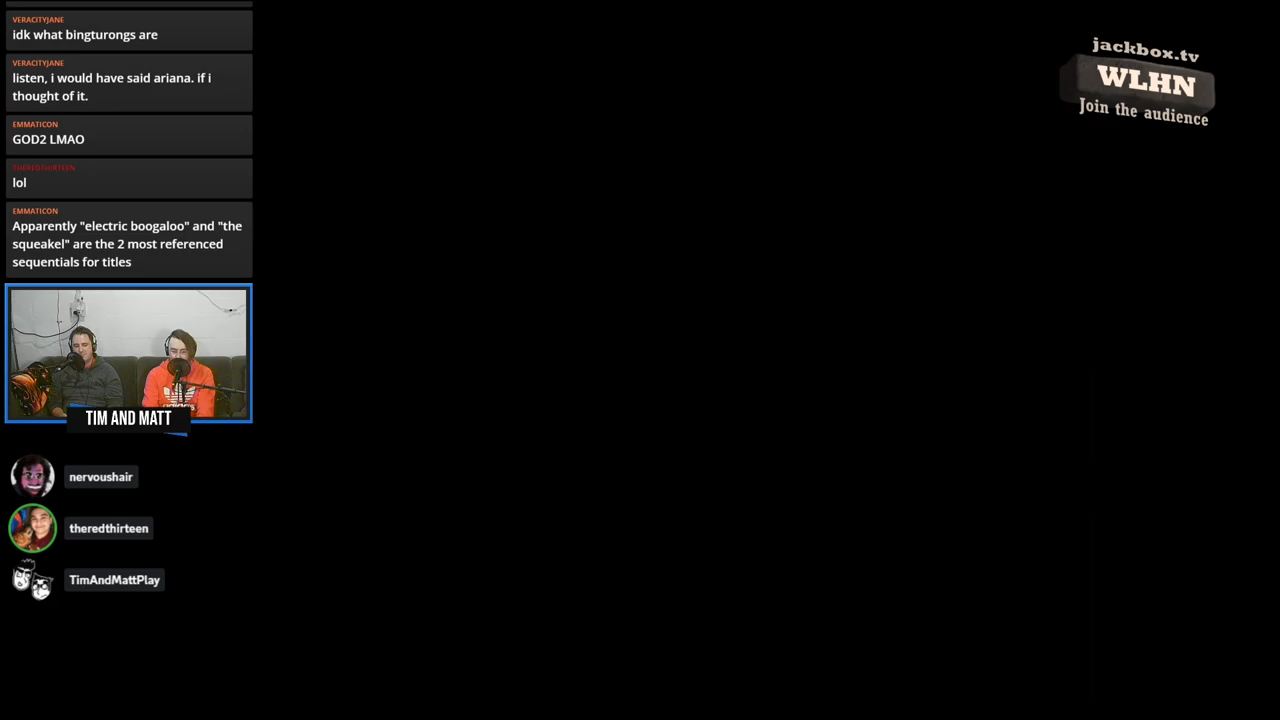 VERACITYJANE
idk what bingturongs are
VERACITYJANE
listen, i would have said ariana. if i
thought of it.
EMMATICON
GOD2 LMAO
THEREDTHIRTEEN
lol
EMMATICON
Apparently "electric boogaloo" and "the
squeakel" are the 2 most referenced
sequentials for titles
TIM AND MATT
nervoushair
theredthirteen
TimAndMattPlay
jackbox.tv
WLHN
Join the audience